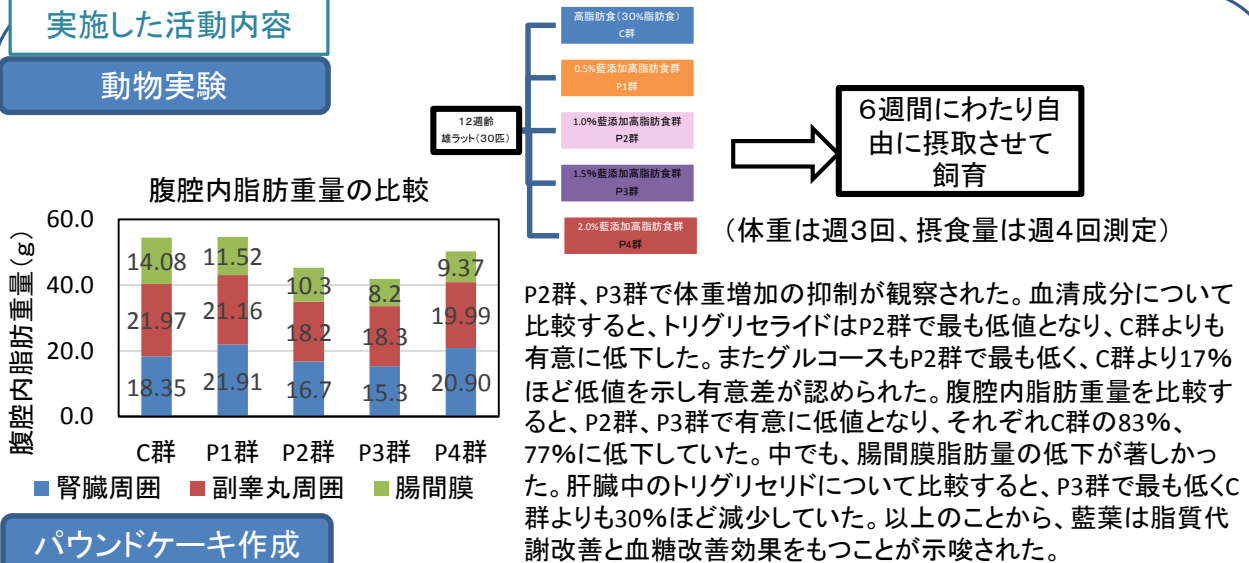 実施した活動内容
動物実験
高脂肪食(30%脂肪食)
C群
0.5%藍添加高脂肪食群
P1群
1.0%藍添加高脂肪食群
P2群
1.5%藍添加高脂肪食群
P3群
2.0%藍添加高脂肪食群
P4群
12週齢
雄ラット(30匹)
6週間にわたり自
由に摂取させて
飼育
(体重は週3回、摂食量は週4回測定)
腹腔内脂肪重量の比較
腹腔内脂肪重量(g)
60.0
40.0
20.0
0.0
14.08 11.52 10.3 8.2 9.37
21.97 21.16 18.2 18.3 19.99
18.35 21.91 16.7 15.3 20.90
C群 P1群 P2群 P3群 P4群
腎臓周囲 副睾丸周囲 腸間膜
P2群、P3群で体重増加の抑制が観察された。血清成分について
比較すると、トリグリセライドはP2群で最も低値となり、C群よりも
有意に低下した。またグルコースもP2群で最も低く、C群より17%
ほど低値を示し有意差が認められた。腹腔内脂肪重量を比較す
ると、P2群、P3群で有意に低値となり、それぞれC群の83%、
77%に低下していた。中でも、腸間膜脂肪量の低下が著しかっ
た。肝臓中のトリグリセリドについて比較すると、P3群で最も低くC
群よりも30%ほど減少していた。以上のことから、藍葉は脂質代
謝改善と血糖改善効果をもつことが示唆された。
パウンドケーキ作成